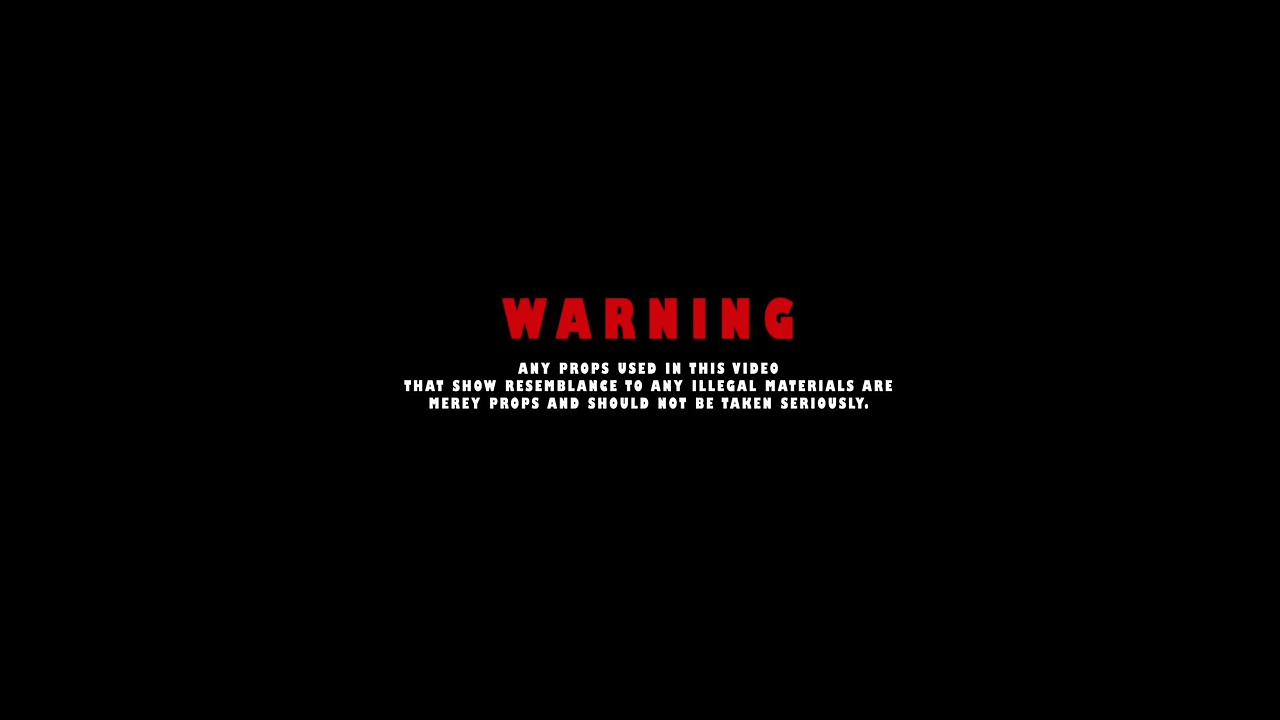 WARNING
ANY PROPS USED IN THIS VIDEO
THAT SHOW RESEMBLANCE TO ANY ILLEGAL MATERIALS ARE
MEREY PROPS AND SHOULD NOT BE TAKEN SERIOUSLY.